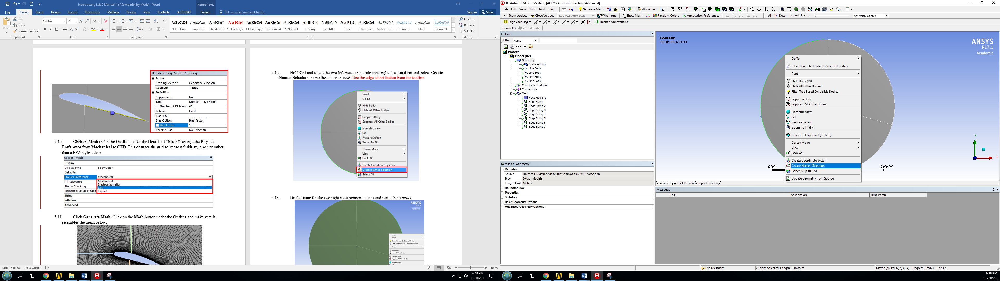 Introductory Lab 2 Manual (1) [Compatibility Mode] - Word
Picture Tools
File Home Insert Design Layout References Mailings Review View EndNote ACROBAT Format Tell me what you want to do...
Sign in Share
Paste
Cut
Copy
Format Painter
Clipboard
Calibri 11
Font
Paragraph
AaBbCcDd AaBbCcL AaBbC AaBb( AaBbCcl AaBbCcl AaBbCcI AaBbCcl AaBbCcD AaBbC AaBbCcl AaBbCcL AaBbCcL AaBbCcL AaBbCcL
¶ Caption Emphasis Heading 1 ¶ Heading 2 ¶ Heading 3 ¶ Heading 4 ¶ Normal Strong Subtitle Title ¶ No Spac... Subtle Em... Intense E... Quote Intense Q...
Styles
Find
Replace
Select
Editing
Details of "Edge Sizing 7" - Sizing
Scope
Scoping Method Geometry Selection
Geometry 1 Edge
Definition
Suppressed No
Type Number of Divisions
Number of Divisions 60
Behavior Hard
Bias Type
Bias Option Bias Factor
Bias Factor 15.
Reverse Bias No Selection
5.10. Click on Mesh under the Outline, under the Details of “Mesh”, change the Physics
Preference from Mechanical to CFD. This changes the grid solver to a fluids style solver rather
than a FEA style solver.
tails of "Mesh"
Display
Display Style Body Color
Defaults
Physics Preference Mechanical
Relevance
Mechanical
Electromagnetics
CFD
Explicit
Shape Checking
Element Midside Nodes
Sizing
Inflation
Advanced
5.11. Click Generate Mesh. Click on the Mesh button under the Outline and make sure it
resembles the mesh below.
5.12. Hold Ctrl and select the two left most semicircle arcs, right click on them and select Create
Named Selection, name the selection inlet. Use the edge select button from the toolbar.
Insert
Go To
Hide Body
Hide All Other Bodies
Suppress Body
Suppress All Other Bodies
Isometric View
Set
Restore Default
Zoom To Fit
Cursor Mode
View
Look At
Create Coordinate System
Create Named Selection
Select All
5.13. Do the same for the two right most semicircle arcs and name them outlet.
ANSYS
R14.5
Academic
Insert
Go To
Generate Mesh On Selected Bodies
Clear Generated Data On Selected Bodies
Parts
Hide Body
Hide All Other Bodies
Suppress Body
Suppress All Other Bodies
Isometric View
Page 17 of 38 2608 words
100%
6:18 PM
10/30/2016
B : Airfoil O-Mesh - Meshing [ANSYS Academic Teaching Advanced]
File Edit View Units Tools Help Generate Mesh Worksheet
Show Vertices Close Vertices 1.7e-002 (Auto Scale) Wireframe Show Mesh Random Colors Annotation Preferences Reset Explode Factor: Assembly Center
Edge Coloring Thicken Annotations
Geometry Virtual Body
Outline
Filter: Name
Project
Model (B2)
Geometry
Surface Body
Line Body
Line Body
Line Body
Line Body
Coordinate Systems
Connections
Mesh
Face Meshing
Edge Sizing
Edge Sizing 2
Edge Sizing 3
Edge Sizing 4
Edge Sizing 5
Edge Sizing 6
Edge Sizing 7
Details of "Geometry"
Definition
Source H:\Intro Fluids\lab2\lab2_files\dp0\Geom\DM\Geom.agdb
Type DesignModeler
Length Unit Meters
Bounding Box
Properties
Statistics
Basic Geometry Options
Advanced Geometry Options
Geometry
10/30/2016 6:18 PM
ANSYS
R17.1
Academic
Go To
Clear Generated Data On Selected Bodies
Parts
Hide Body (F9)
Hide All Other Bodies
Filter Tree Based On Visible Bodies
Suppress Body
Suppress All Other Bodies
Isometric View
Set
Restore Default
Zoom To Fit (F7)
Image To Clipboard (Ctrl+ C)
Cursor Mode
View
Look At
Create Coordinate System
Create Named Selection
Select All (Ctrl+ A)
Update Geometry from Source
0.000 10.000 (m)
Y
X
Geometry Print Preview Report Preview
Messages
Text Association Timestamp
No Messages 2 Edges Selected: Length = 18.85 m Metric (m, kg, N, s, V, A) Degrees rad/s Celsius
6:18 PM
10/30/2016